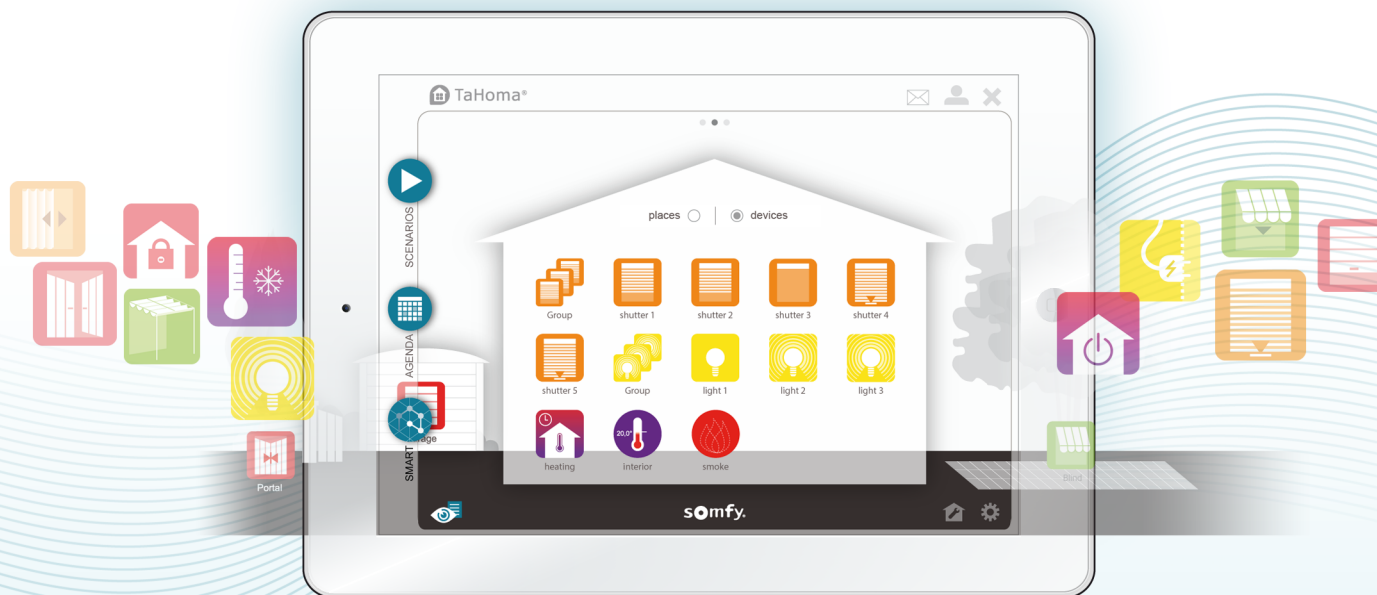 TaHoma®
places
devices
SCENARIOS
AGENDA
SMART
Group
shutter 1
shutter 2
shutter 3
shutter 4
shutter 5
Group
light 1
light 2
light 3
20,0°
heating
interior
smoke
Portal
Blind
somfy.